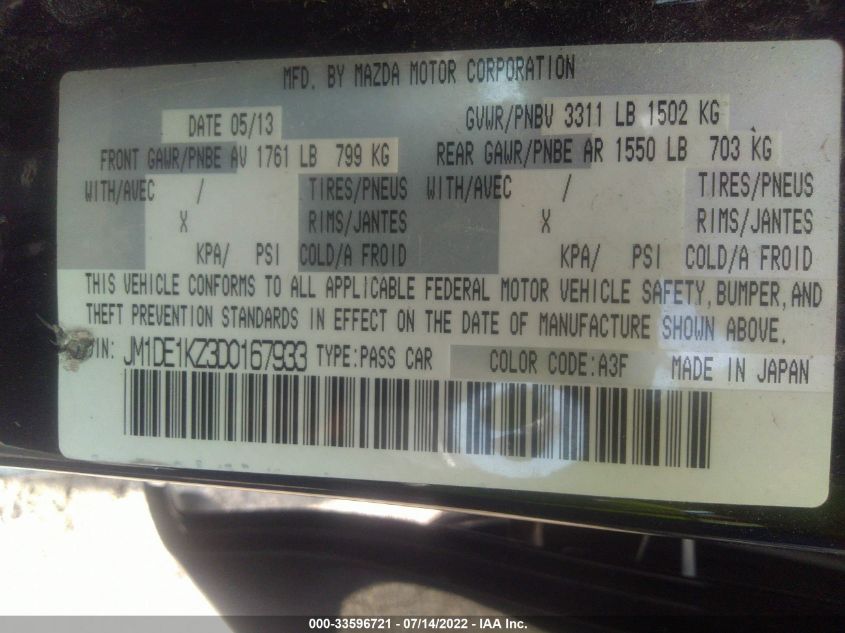 MFD. BY MAZDA MOTOR CORPORATION
DATE 05/13 GVWR/PNBV 3311 LB 1502 KG
FRONT GAWR/PNBE AV 1761 LB 799 KG REAR GAWR/PNBE AR 1550 LB 703 KG
WITH/AVEC / TIRES/PNEUS WITH/AVEC / TIRES/PNEUS
X RIMS/JANTES X RIMS/JANTES
KPA/ PSI COLD/A FROID KPA/ PSI COLD/A FROID
THIS VEHICLE CONFORMS TO ALL APPLICABLE FEDERAL MOTOR VEHICLE SAFETY, BUMPER, AND
THEFT PREVENTION STANDARDS IN EFFECT ON THE DATE OF MANUFACTURE SHOWN ABOVE.
VIN: JM1DE1KZ3D0167933 TYPE:PASS CAR COLOR CODE:A3F MADE IN JAPAN
000-33596721 - 07/14/2022 - IAA Inc.